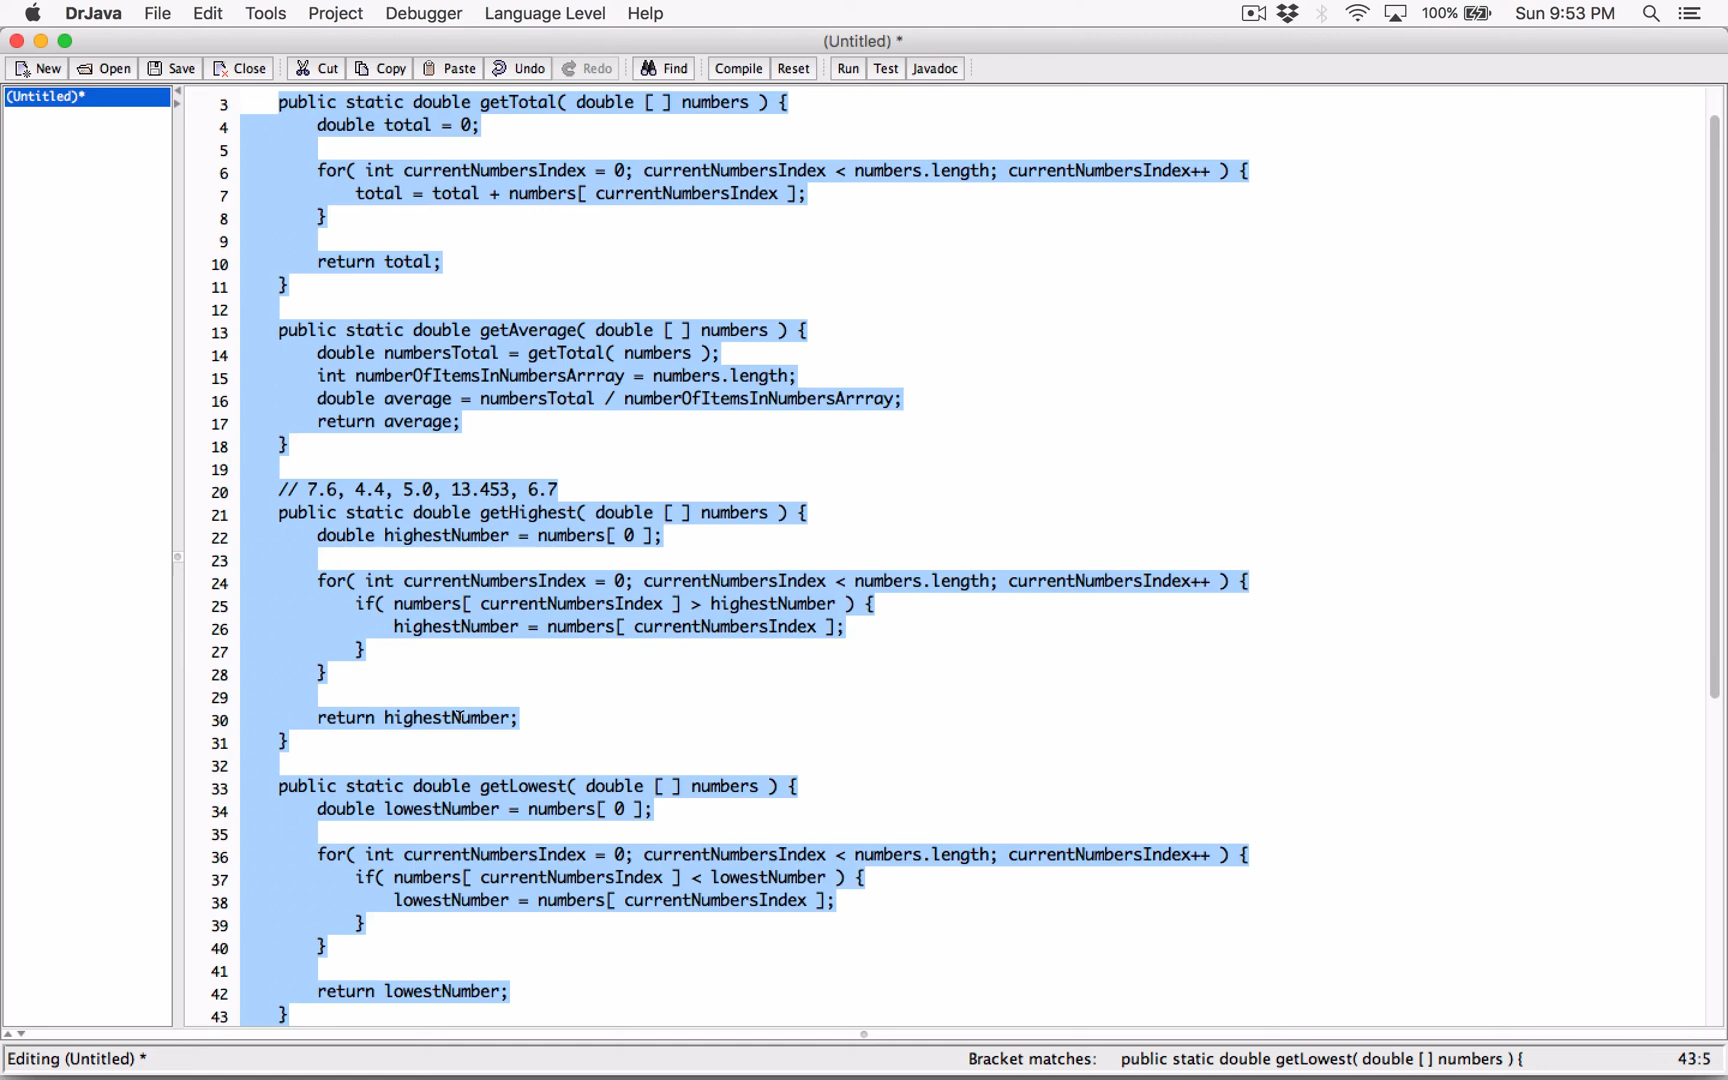 DrJava File Edit Tools Project Debugger Language Level Help 100% Sun 9:53 PM
(Untitled) *
New Open Save Close Cut Copy Paste Undo Redo Find Compile Reset Run Test Javadoc
(Untitled)*
3 public static double getTotal( double [ ] numbers ) {
4 double total = 0;
5
6 for( int currentNumbersIndex = 0; currentNumbersIndex < numbers.length; currentNumbersIndex++ ) {
7 total = total + numbers[ currentNumbersIndex ];
8 }
9
10 return total;
11 }
12
13 public static double getAverage( double [ ] numbers ) {
14 double numbersTotal = getTotal( numbers );
15 int numberOfItemsInNumbersArrray = numbers.length;
16 double average = numbersTotal / numberOfItemsInNumbersArrray;
17 return average;
18 }
19
20 // 7.6, 4.4, 5.0, 13.453, 6.7
21 public static double getHighest( double [ ] numbers ) {
22 double highestNumber = numbers[ 0 ];
23
24 for( int currentNumbersIndex = 0; currentNumbersIndex < numbers.length; currentNumbersIndex++ ) {
25 if( numbers[ currentNumbersIndex ] > highestNumber ) {
26 highestNumber = numbers[ currentNumbersIndex ];
27 }
28 }
29
30 return highestNumber;
31 }
32
33 public static double getLowest( double [ ] numbers ) {
34 double lowestNumber = numbers[ 0 ];
35
36 for( int currentNumbersIndex = 0; currentNumbersIndex < numbers.length; currentNumbersIndex++ ) {
37 if( numbers[ currentNumbersIndex ] < lowestNumber ) {
38 lowestNumber = numbers[ currentNumbersIndex ];
39 }
40 }
41
42 return lowestNumber;
43 }
Editing (Untitled) * Bracket matches: public static double getLowest( double [ ] numbers ) { 43:5